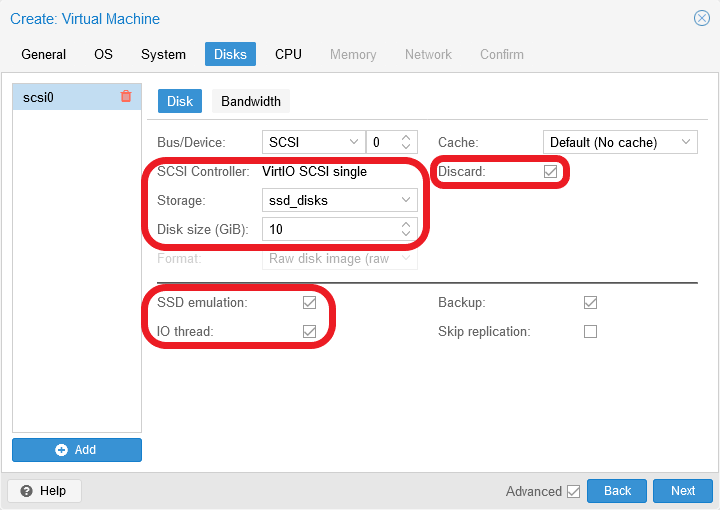 Create: Virtual Machine
General OS System Disks CPU Memory Network Confirm
scsi0
Disk Bandwidth
Bus/Device: SCSI 0 Cache: Default (No cache)
SCSI Controller: VirtIO SCSI single Discard:
Storage: ssd_disks
Disk size (GiB): 10
Format: Raw disk image (raw
SSD emulation: Backup:
IO thread: Skip replication:
Add
Help Advanced Back Next